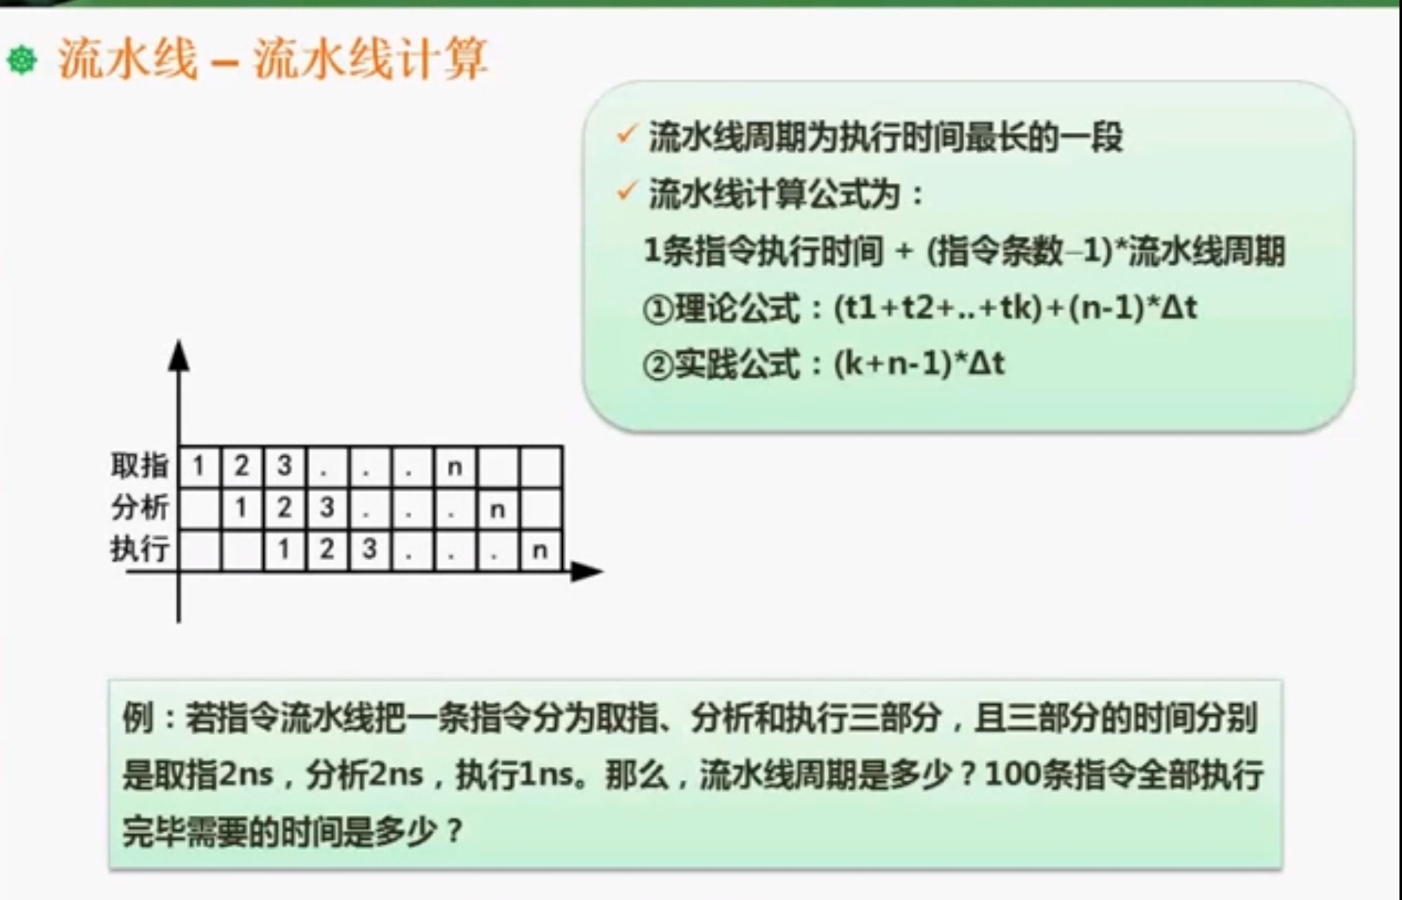 流水线 – 流水线计算
✓ 流水线周期为执行时间最长的一段
✓ 流水线计算公式为：
1条指令执行时间 + (指令条数–1)*流水线周期
①理论公式：(t1+t2+..+tk)+(n-1)*Δt
②实践公式：(k+n-1)*Δt
取指 1 2 3 . . . n
分析 1 2 3 . . . n
执行 1 2 3 . . . n
例：若指令流水线把一条指令分为取指、分析和执行三部分，且三部分的时间分别
是取指2ns，分析2ns，执行1ns。那么，流水线周期是多少？100条指令全部执行
完毕需要的时间是多少？